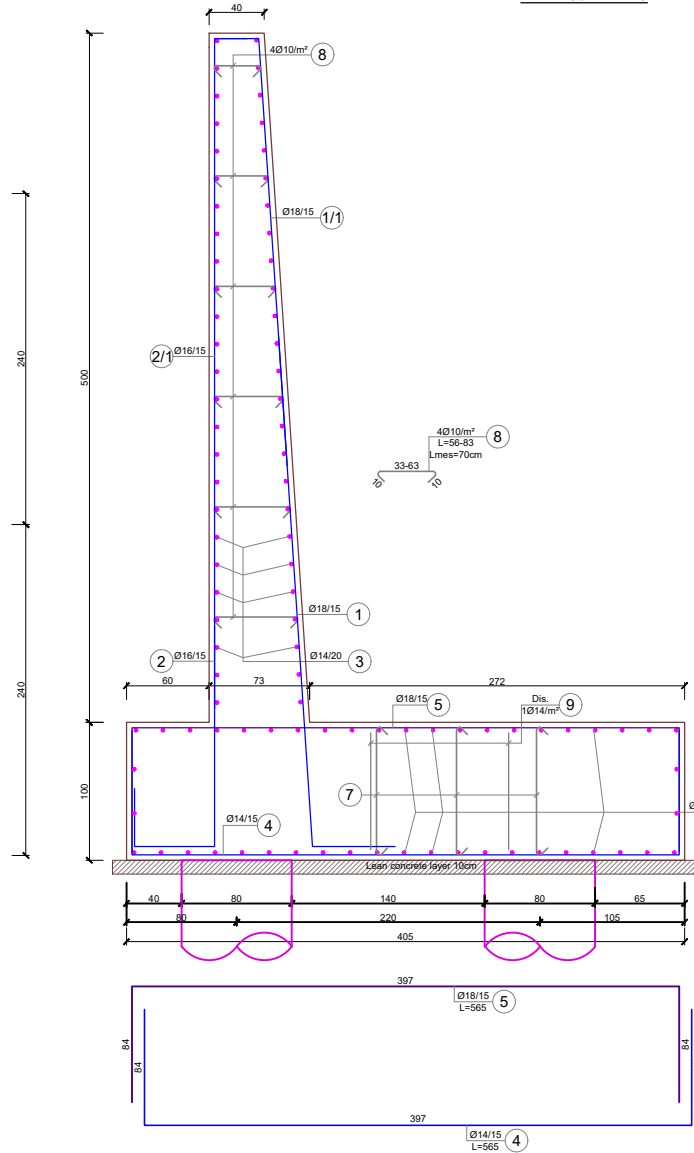 40
4Ø10/m² 8
Ø18/15 1/1
240
500
2/1 Ø16/15
4Ø10/m² 8
L=56-83
Lmes=70cm
33-63
10 10
240
Ø18/15 1
2 Ø16/15
Ø14/20 3
60 73 272
Ø18/15 5
Dis.
1Ø14/m² 9
100
7
Ø14/15 4
Ø
Lean concrete layer 10cm
40 80 140 80 65
80 220 105
405
397
Ø18/15 5
L=565
84 84
84
397
Ø14/15 4
L=565